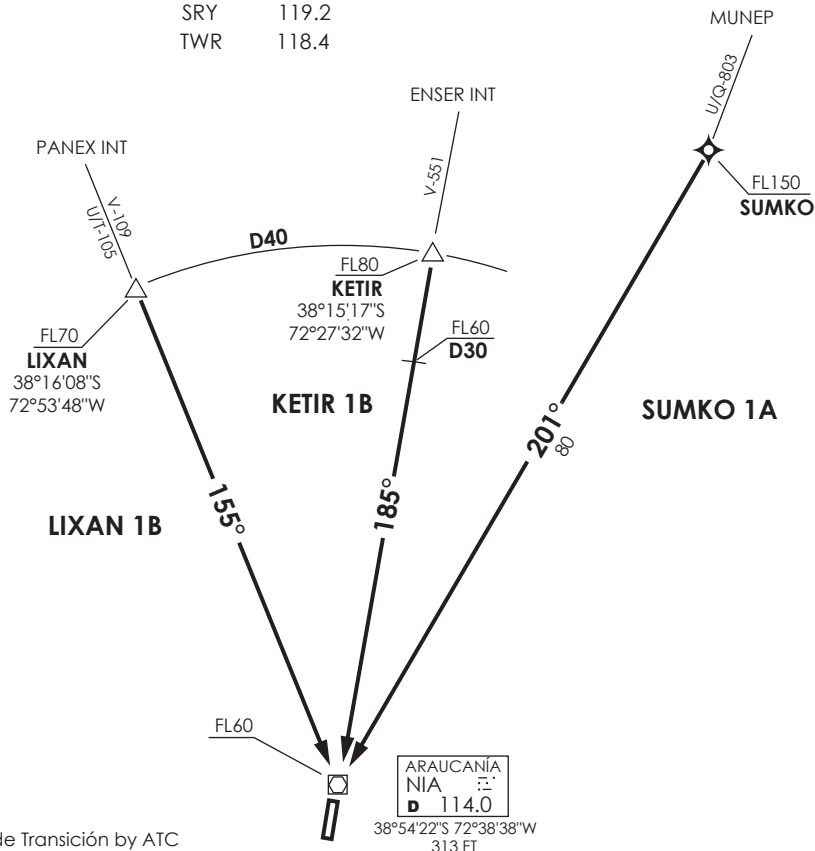 SRY 119.2
TWR 118.4
MUNEP
U/Q-803
ENSER INT
V-551
PANEX INT
V-109
U/T-105
D40
FL150
SUMKO
FL80
KETIR
38°15'17"S
72°27'32"W
FL60
D30
FL70
LIXAN
38°16'08"S
72°53'48"W
KETIR 1B
SUMKO 1A
201°
80
185°
155°
LIXAN 1B
FL60
ARAUCANÍA
NIA
D 114.0
38°54'22"S 72°38'38"W
313 FT
de Transición by ATC